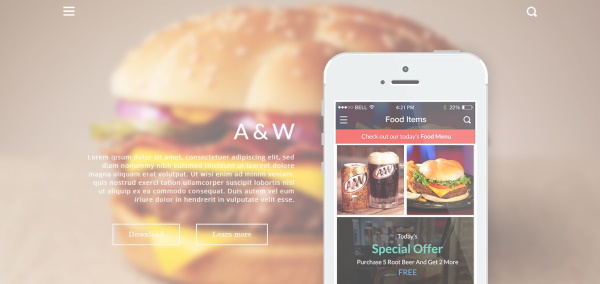 A & W
Lorem ipsum dolor sit amet, consectetuer adipiscing elit, sed
diam nonummy nibh euismod tincidunt ut laoreet dolore
magna aliquam erat volutpat. Ut wisi enim ad minim veniam,
quis nostrud exerci tation ullamcorper suscipit lobortis nisl
ut aliquip ex ea commodo consequat. Duis autem vel eum
iriure dolor in hendrerit in vulputate velit esse.
Download
Learn more
BELL 4:21 PM 22%
Food Items
Check out our today's Food Menu
A&W
A&W
Today's
Special Offer
Purchase 5 Root Beer And Get 2 More
FREE